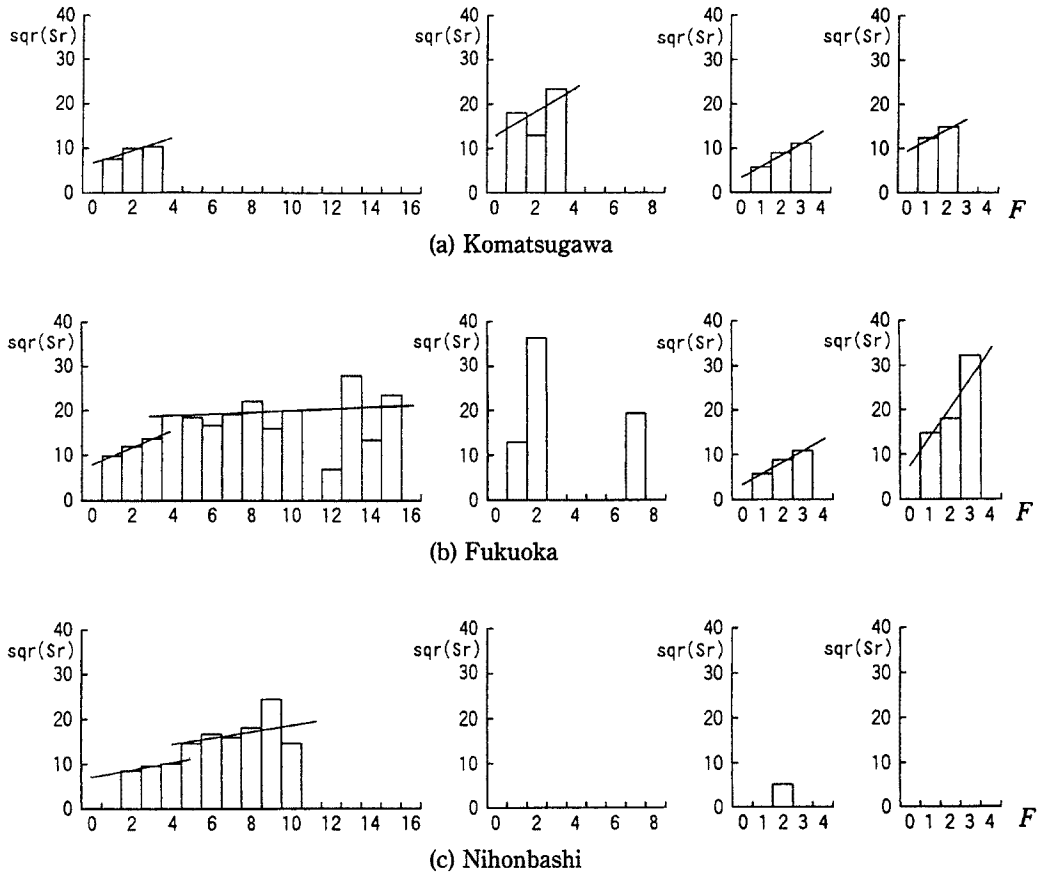 40 40 40 40
sqr(Sr) sqr(Sr) sqr(Sr) sqr(Sr)
30 30 30 30
20 20 20 20
10 10 10 10
0 0 0 0
0 2 4 6 8 10 12 14 16 0 2 4 6 8 0 1 2 3 4 0 1 2 3 4 F
(a) Komatsugawa
40 40 40 40
sqr(Sr) sqr(Sr) sqr(Sr) sqr(Sr)
30 30 30 30
20 20 20 20
10 10 10 10
0 0 0 0
0 2 4 6 8 10 12 14 16 0 2 4 6 8 0 1 2 3 4 0 1 2 3 4 F
(b) Fukuoka
40 40 40 40
sqr(Sr) sqr(Sr) sqr(Sr) sqr(Sr)
30 30 30 30
20 20 20 20
10 10 10 10
0 0 0 0
0 2 4 6 8 10 12 14 16 0 2 4 6 8 0 1 2 3 4 0 1 2 3 4 F
(c) Nihonbashi